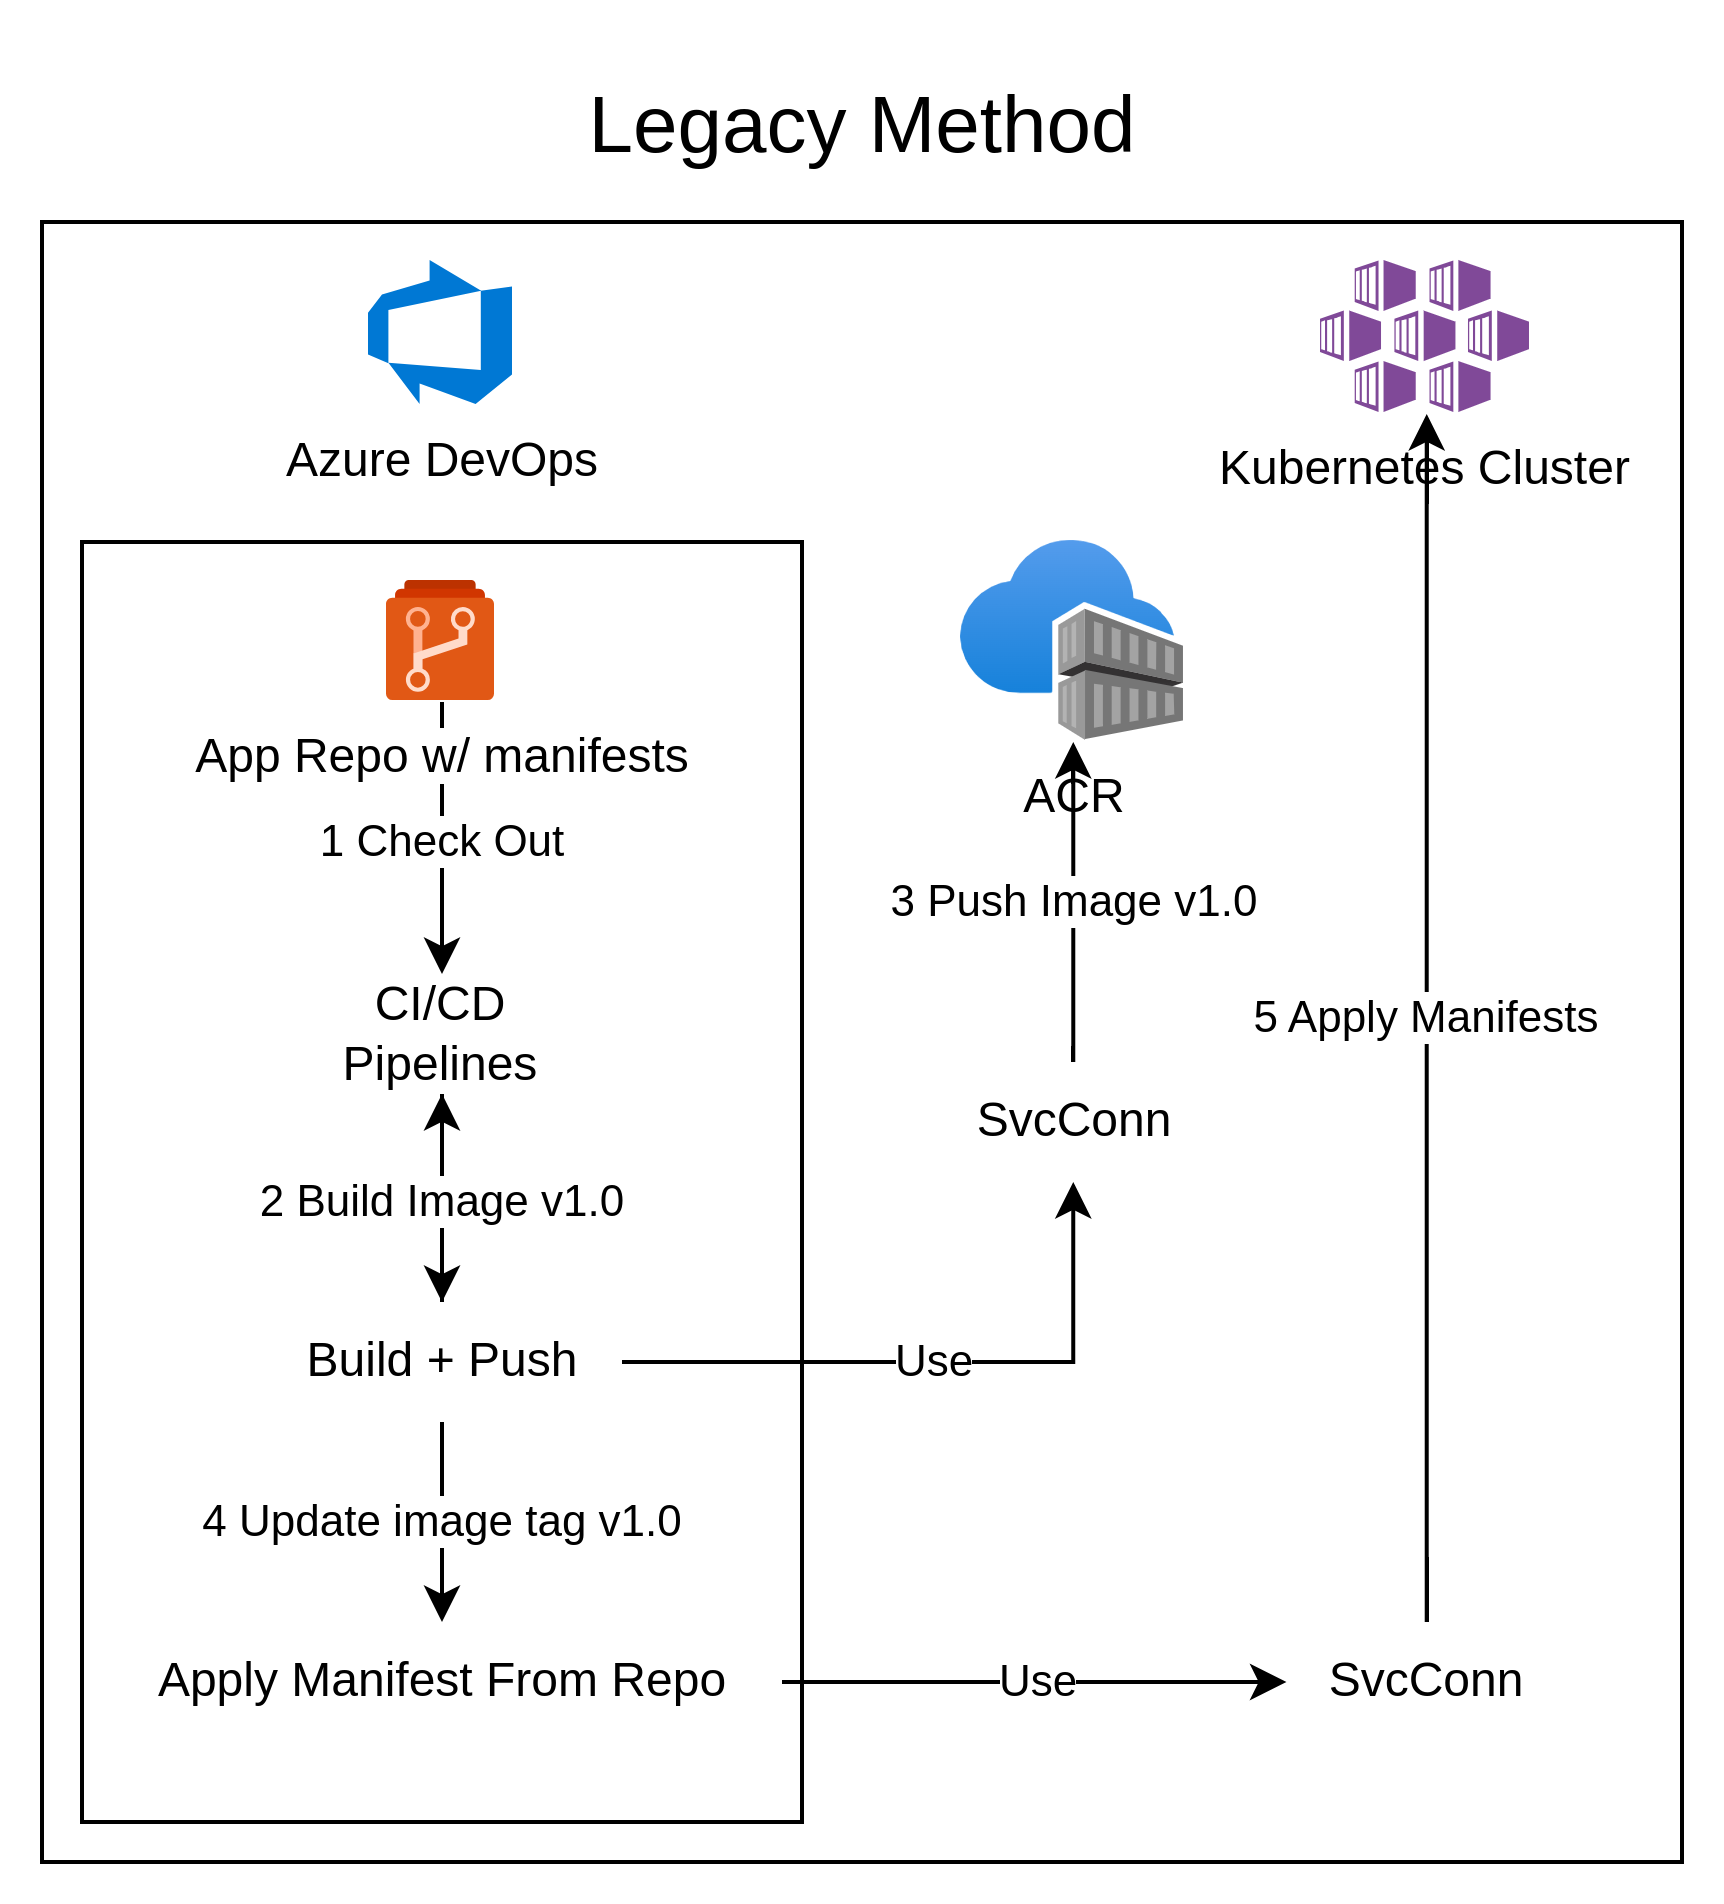 Legacy Method
Azure DevOps
Kubernetes Cluster
App Repo w/ manifests
ACR
1 Check Out
3 Push Image v1.0
CI/CD
Pipelines
5 Apply Manifests
SvcConn
2 Build Image v1.0
Build + Push
Use
4 Update image tag v1.0
Apply Manifest From Repo
Use
SvcConn